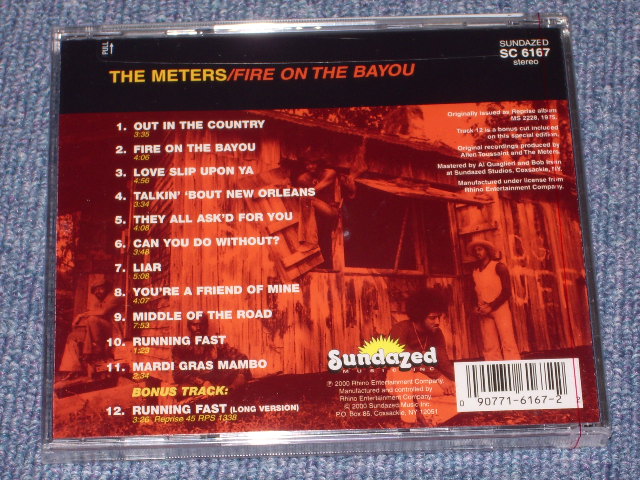 PULL
SUNDAZED
SC 6167
stereo
THE METERS/FIRE ON THE BAYOU
1. OUT IN THE COUNTRY
3:35
2. FIRE ON THE BAYOU
4:06
3. LOVE SLIP UPON YA
4:56
4. TALKIN' 'BOUT NEW ORLEANS
3:34
5. THEY ALL ASK'D FOR YOU
4:08
6. CAN YOU DO WITHOUT?
3:48
7. LIAR
5:08
8. YOU'RE A FRIEND OF MINE
4:07
9. MIDDLE OF THE ROAD
7:53
10. RUNNING FAST
1:23
11. MARDI GRAS MAMBO
2:34
BONUS TRACK:
12. RUNNING FAST (LONG VERSION)
3:26 Reprise 45 RPS 1338
Originally issued as Reprise album
MS 2228, 1975.
Track 12 is a bonus cut included
on this special edition.
Original recordings produced by
Allen Toussaint and The Meters.
Mastered by Al Quaglieri and Bob Irwin
at Sundazed Studios, Coxsackie, NY.
Manufactured under license from
Rhino Entertainment Company.
Sundazed
MUSIC INC
℗ 2000 Rhino Entertainment Company.
Manufactured and controlled by
Rhino Entertainment Company.
© 2000 Sundazed Music Inc.
P.O. Box 85, Coxsackie, NY 12051
0 90771-6167-2 2